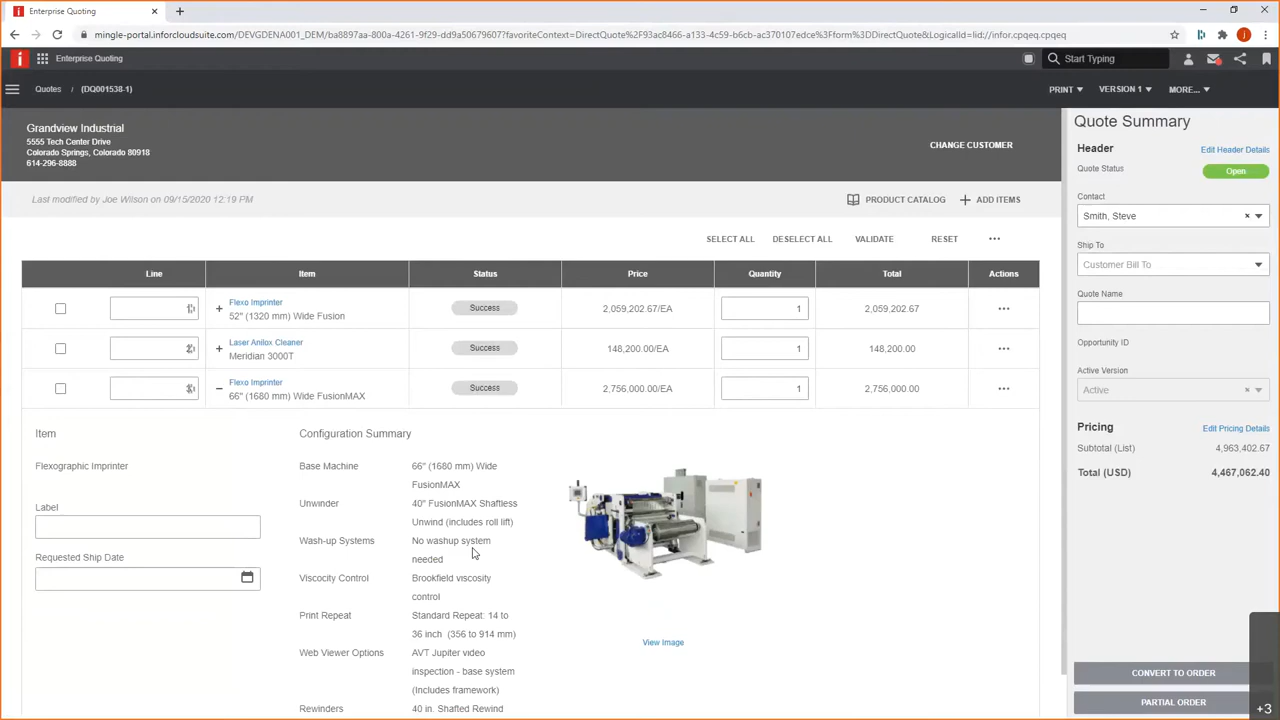 Enterprise Quoting
mingle-portal.inforcloudsuite.com/DEVGDENA001_DEM/ba8897aa-800a-4261-9f29-dd9a50679607?favoriteContext=DirectQuote%2F93ac8466-a133-4c59-b6cb-ac370107edce%3Fform%3DDirectQuote&LogicalId=lid://infor.cpqeq.cpqeq
Enterprise Quoting
Start Typing
Quotes / (DQ001538-1)
PRINT VERSION 1 MORE...
Grandview Industrial
5555 Tech Center Drive
Colorado Springs, Colorado 80918
614-296-8888
CHANGE CUSTOMER
Last modified by Joe Wilson on 09/15/2020 12:19 PM
PRODUCT CATALOG ADD ITEMS
SELECT ALL DESELECT ALL VALIDATE RESET
Line Item Status Price Quantity Total Actions
1 Flexo Imprinter
52" (1320 mm) Wide Fusion
Success 2,059,202.67/EA 1 2,059,202.67
2 Laser Anilox Cleaner
Meridian 3000T
Success 148,200.00/EA 1 148,200.00
3 Flexo Imprinter
66" (1680 mm) Wide FusionMAX
Success 2,756,000.00/EA 1 2,756,000.00
Item
Flexographic Imprinter
Label
Requested Ship Date
Configuration Summary
Base Machine 66" (1680 mm) Wide
FusionMAX
Unwinder 40" FusionMAX Shaftless
Unwind (includes roll lift)
Wash-up Systems No washup system
needed
Viscosity Control Brookfield viscosity
control
Print Repeat Standard Repeat: 14 to
36 inch (356 to 914 mm)
Web Viewer Options AVT Jupiter video
inspection - base system
(Includes framework)
Rewinders 40 in. Shafted Rewind
View Image
Quote Summary
Header Edit Header Details
Quote Status Open
Contact
Smith, Steve
Ship To
Customer Bill To
Quote Name
Opportunity ID
Active Version
Active
Pricing Edit Pricing Details
Subtotal (List) 4,963,402.67
Total (USD) 4,467,062.40
CONVERT TO ORDER
PARTIAL ORDER
+3